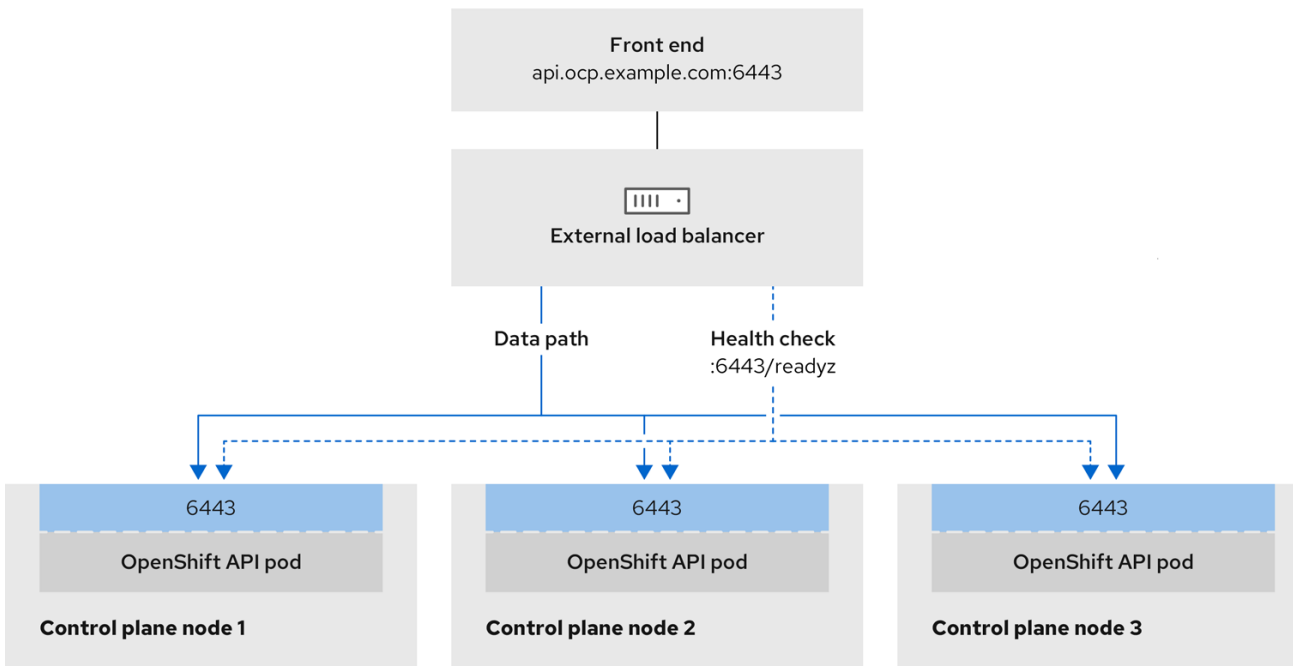 Front end
api.ocp.example.com:6443
External load balancer
Data path
Health check
:6443/readyz
6443
OpenShift API pod
Control plane node 1
6443
OpenShift API pod
Control plane node 2
6443
OpenShift API pod
Control plane node 3